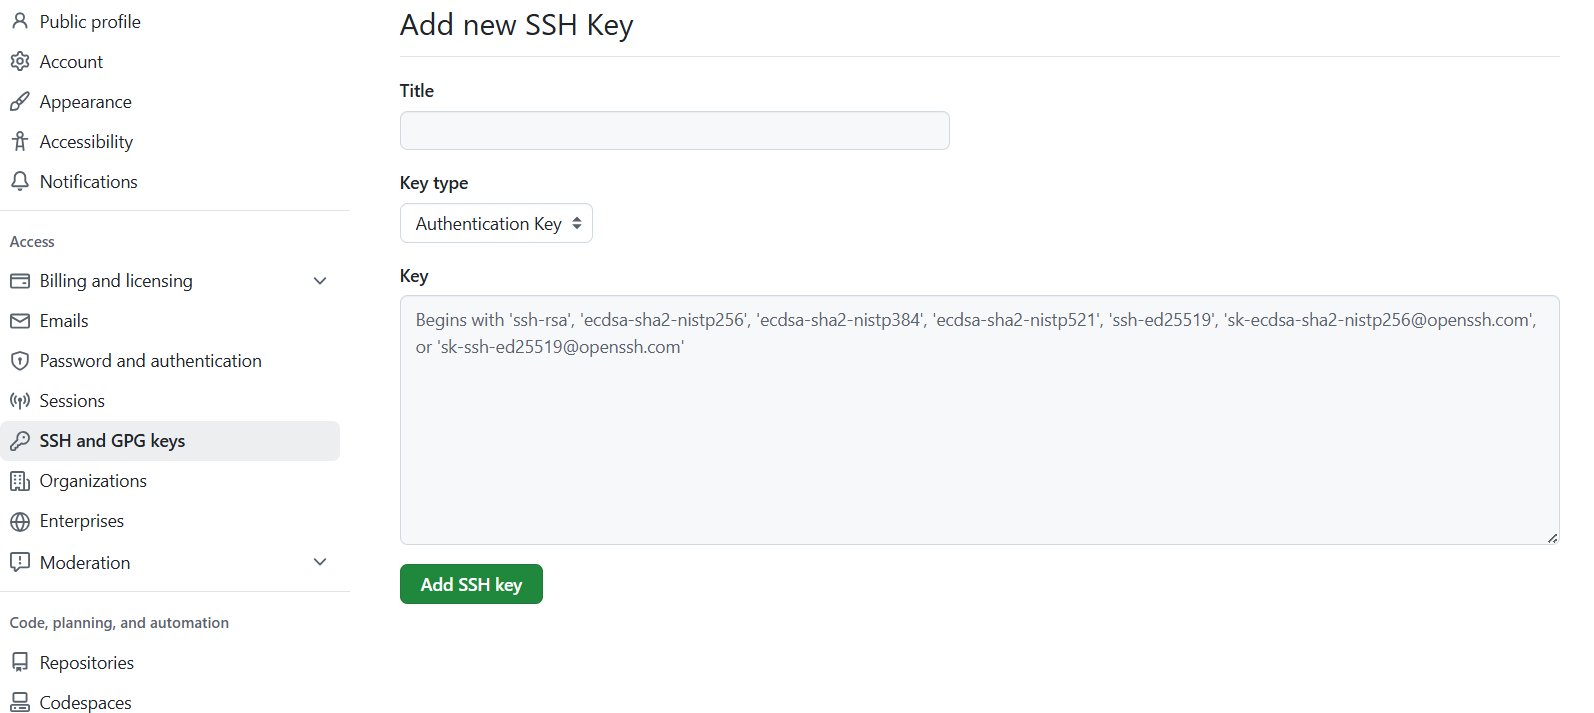 Public profile
Account
Appearance
Accessibility
Notifications
Access
Billing and licensing
Emails
Password and authentication
Sessions
SSH and GPG keys
Organizations
Enterprises
Moderation
Code, planning, and automation
Repositories
Codespaces
Add new SSH Key
Title
Key type
Authentication Key
Key
Begins with 'ssh-rsa', 'ecdsa-sha2-nistp256', 'ecdsa-sha2-nistp384', 'ecdsa-sha2-nistp521', 'ssh-ed25519', 'sk-ecdsa-sha2-nistp256@openssh.com',
or 'sk-ssh-ed25519@openssh.com'
Add SSH key